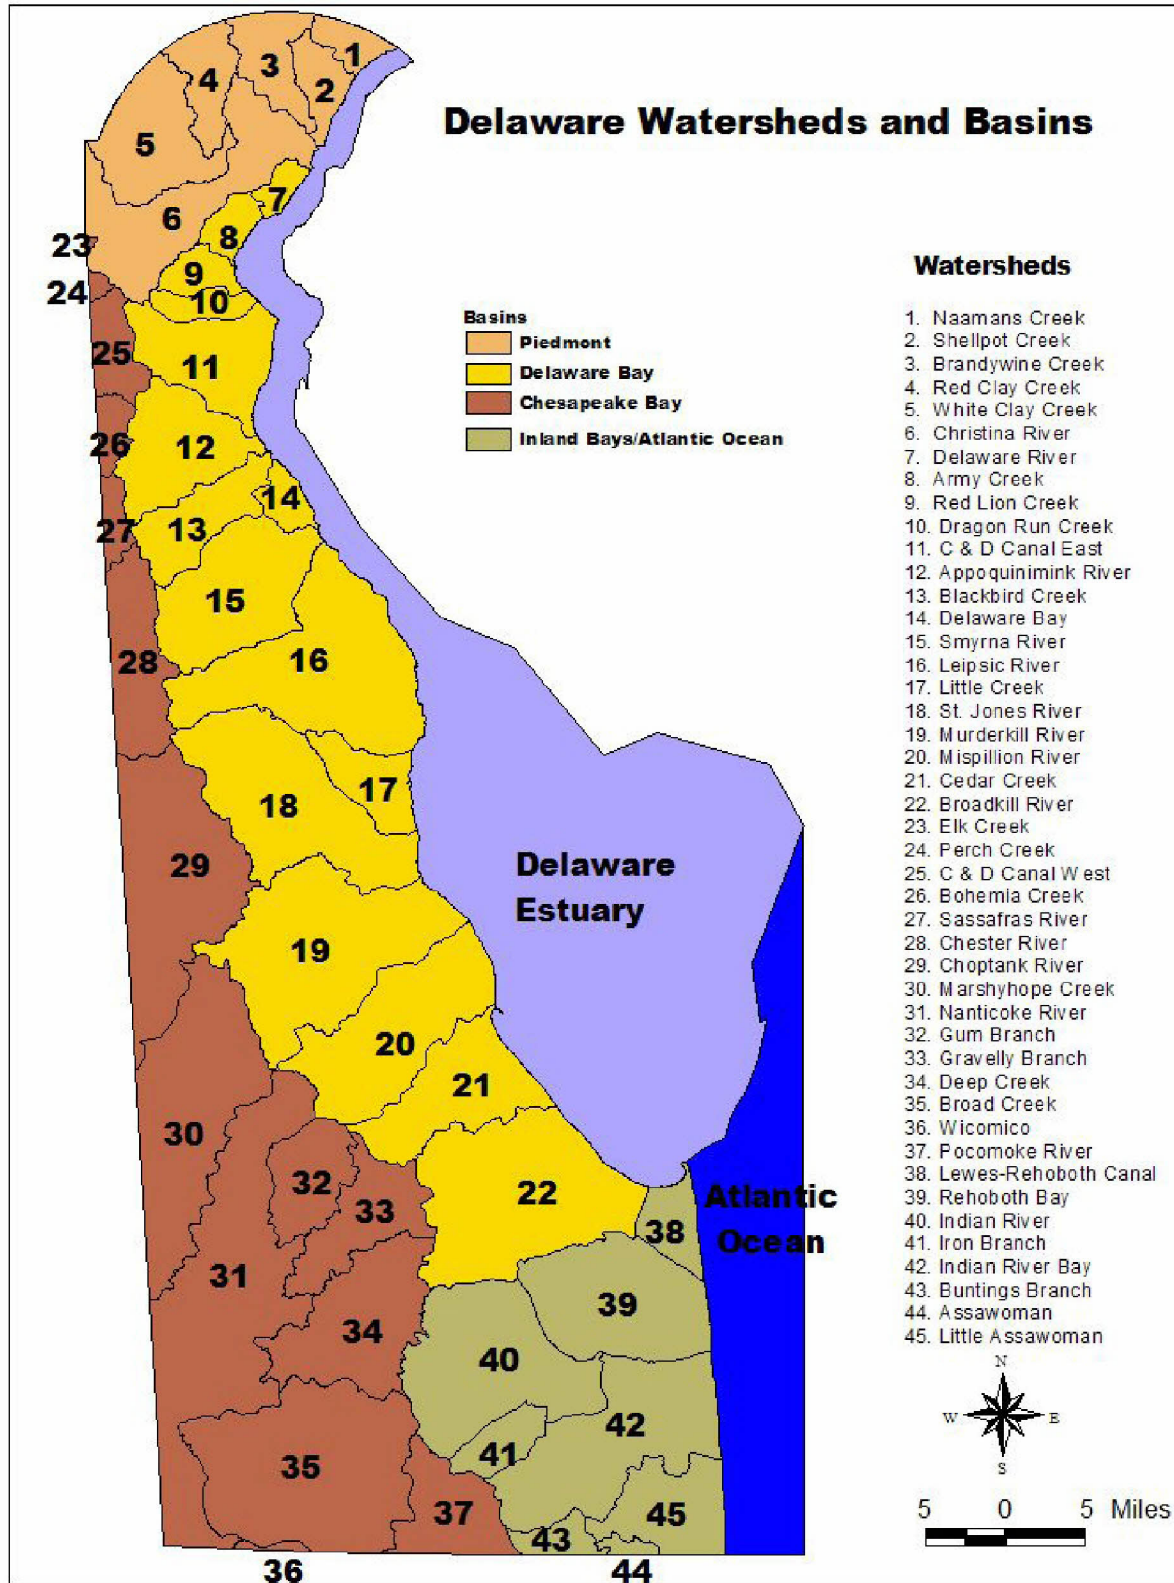 Delaware Watersheds and Basins
1
2
3
4
5
6
7
8
9
10
11
12
13
14
15
16
17
18
19
20
21
22
23
24
25
26
27
28
29
30
31
32
33
34
35
36
37
38
39
40
41
42
43
44
45
Delaware
Estuary
Atlantic
Ocean
Basins
Piedmont
Delaware Bay
Chesapeake Bay
Inland Bays/Atlantic Ocean
Watersheds
1. Naamans Creek
2. Shellpot Creek
3. Brandywine Creek
4. Red Clay Creek
5. White Clay Creek
6. Christina River
7. Delaware River
8. Army Creek
9. Red Lion Creek
10. Dragon Run Creek
11. C & D Canal East
12. Appoquinimink River
13. Blackbird Creek
14. Delaware Bay
15. Smyrna River
16. Leipsic River
17. Little Creek
18. St. Jones River
19. Murderkill River
20. Mispillion River
21. Cedar Creek
22. Broadkill River
23. Elk Creek
24. Perch Creek
25. C & D Canal West
26. Bohemia Creek
27. Sassafras River
28. Chester River
29. Choptank River
30. Marshyhope Creek
31. Nanticoke River
32. Gum Branch
33. Gravelly Branch
34. Deep Creek
35. Broad Creek
36. Wicomico
37. Pocomoke River
38. Lewes-Rehoboth Canal
39. Rehoboth Bay
40. Indian River
41. Iron Branch
42. Indian River Bay
43. Buntings Branch
44. Assawoman
45. Little Assawoman
N
W E
S
5 0 5 Miles